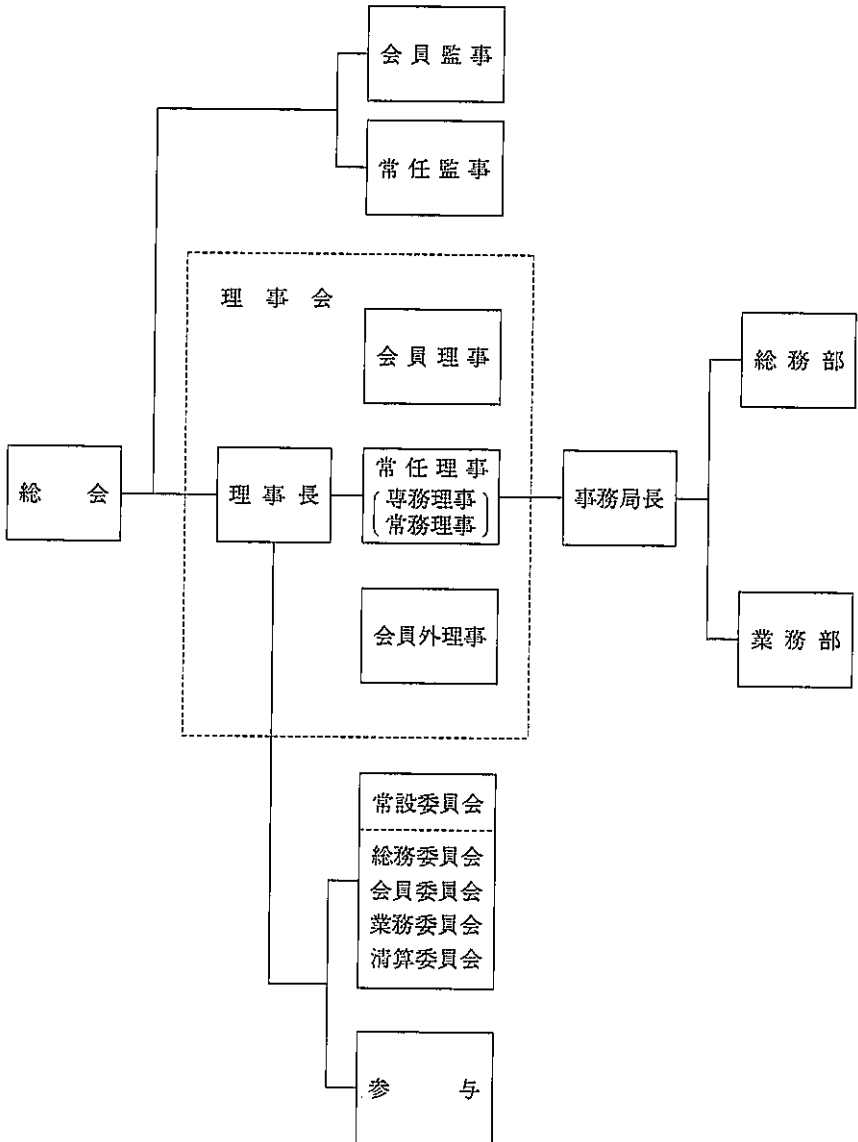 会員監事
常任監事
理事会
会員理事
総務部
総会
理事長
常任理事
(専務理事)
(常務理事)
事務局長
会員外理事
業務部
常設委員会
総務委員会
会員委員会
業務委員会
清算委員会
参与